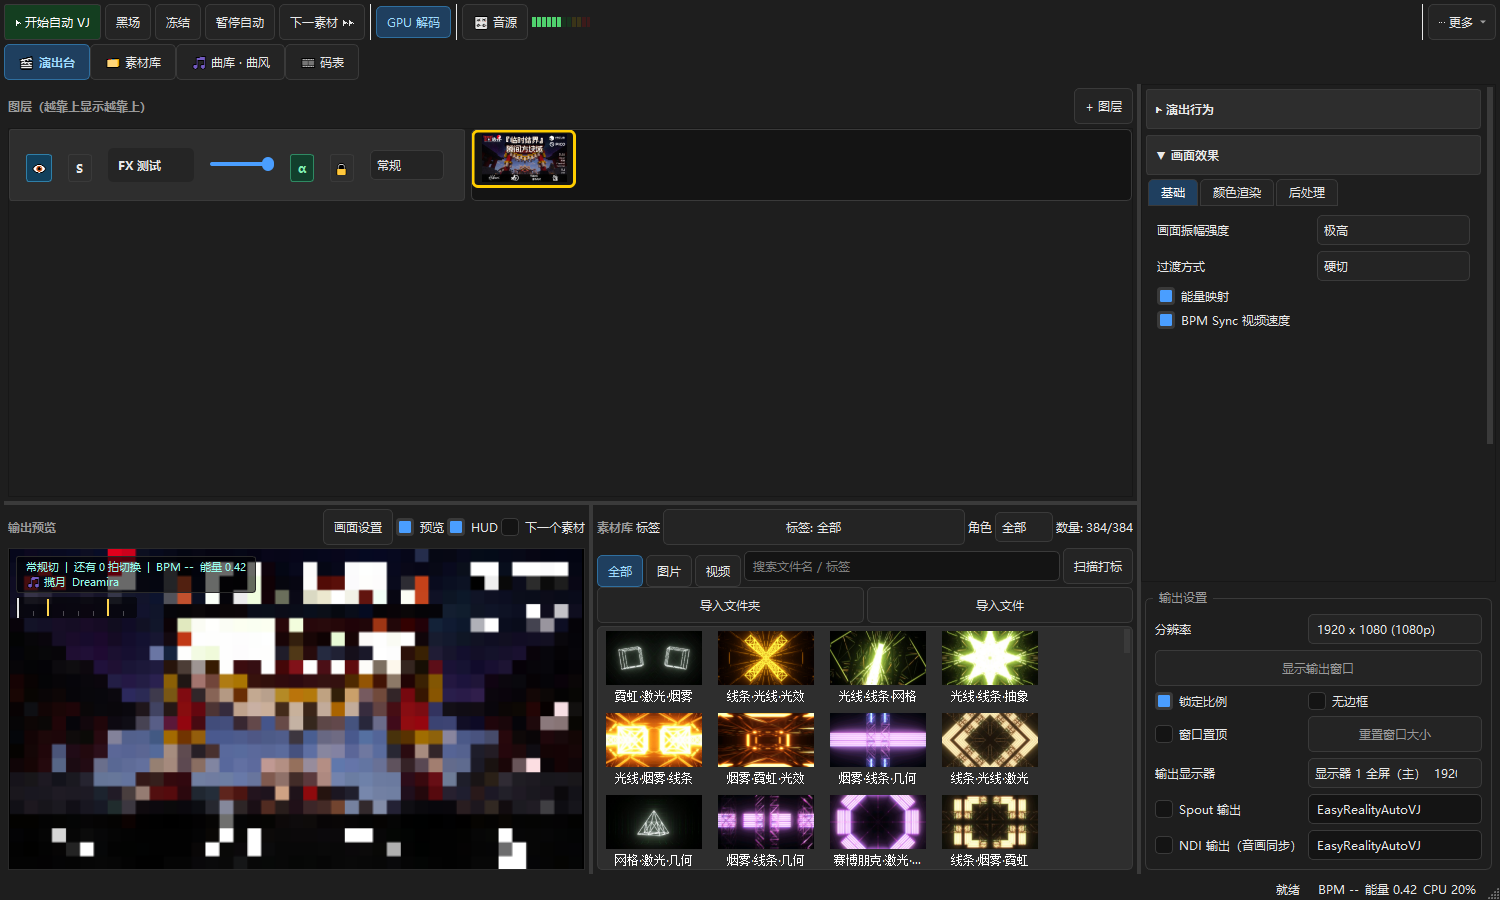 开始自动 VJ
黑场
冻结
暂停自动
下一素材
GPU 解码
音源
更多
演出台
素材库
曲库 · 曲风
码表
图层（越靠上显示越靠上）
+ 图层
S
FX 测试
α
常规
『临时结界』
演出行为
画面效果
基础
颜色渲染
后处理
画面振幅强度
极高
过渡方式
硬切
能量映射
BPM Sync 视频速度
输出预览
画面设置
预览
HUD
下一个素材
常规切 | 还有 0 拍切换 | BPM -- 能量 0.42
揽月 Dreamira
素材库 标签
标签: 全部
角色
全部
数量: 384/384
全部
图片
视频
搜索文件名 / 标签
扫描打标
导入文件夹
导入文件
霓虹·激光·烟雾
线条·光线·光效
光线·线条·网格
光线·线条·抽象
光线·烟雾·线条
烟雾·霓虹·光效
烟雾·线条·几何
线条·光线·激光
网格·激光·几何
烟雾·线条·几何
赛博朋克·激光·...
线条·烟雾·霓虹
输出设置
分辨率
1920 x 1080 (1080p)
显示输出窗口
锁定比例
无边框
窗口置顶
重置窗口大小
输出显示器
显示器 1 全屏（主） 192
Spout 输出
EasyRealityAutoVJ
NDI 输出（音画同步）
EasyRealityAutoVJ
就绪
BPM -- 能量 0.42 CPU 20%